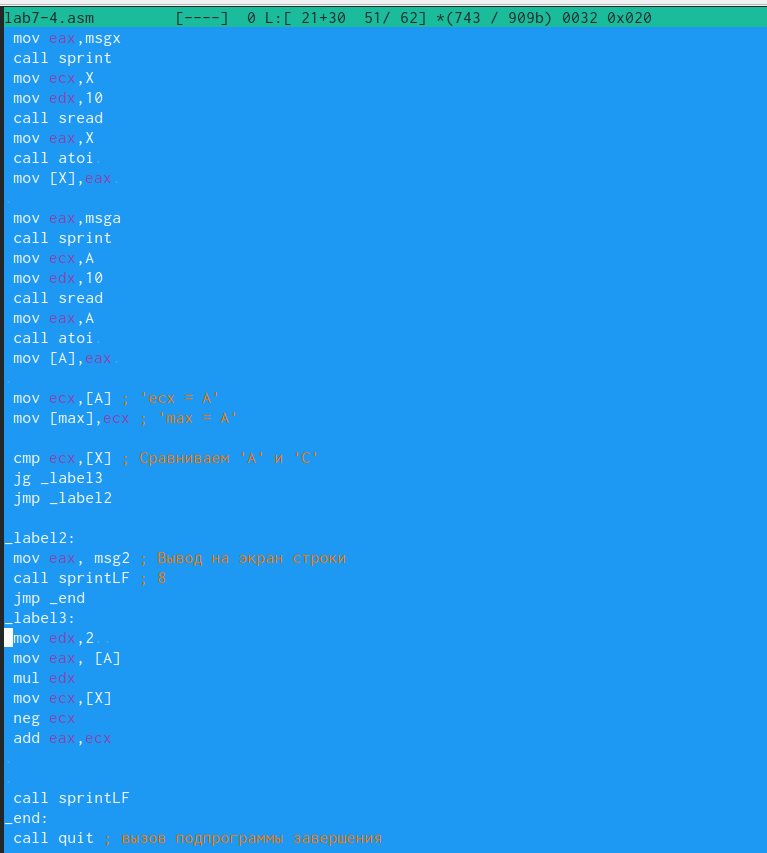 lab7-4.asm [----] 0 L:[ 21+30 51/ 62] *(743 / 909b) 0032 0x020
mov eax,msgx
call sprint
mov ecx,X
mov edx,10
call sread
mov eax,X
call atoi
mov [X],eax
mov eax,msga
call sprint
mov ecx,A
mov edx,10
call sread
mov eax,A
call atoi
mov [A],eax
mov ecx,[A] ; 'ecx = A'
mov [max],ecx ; 'max = A'
cmp ecx,[X] ; Сравниваем 'A' и 'C'
jg _label3
jmp _label2
_label2:
mov eax, msg2 ; Вывод на экран строки
call sprintLF ; 8
jmp _end
_label3:
mov edx,2
mov eax, [A]
mul edx
mov ecx,[X]
neg ecx
add eax,ecx
call sprintLF
_end:
call quit ; вызов подпрограммы завершения